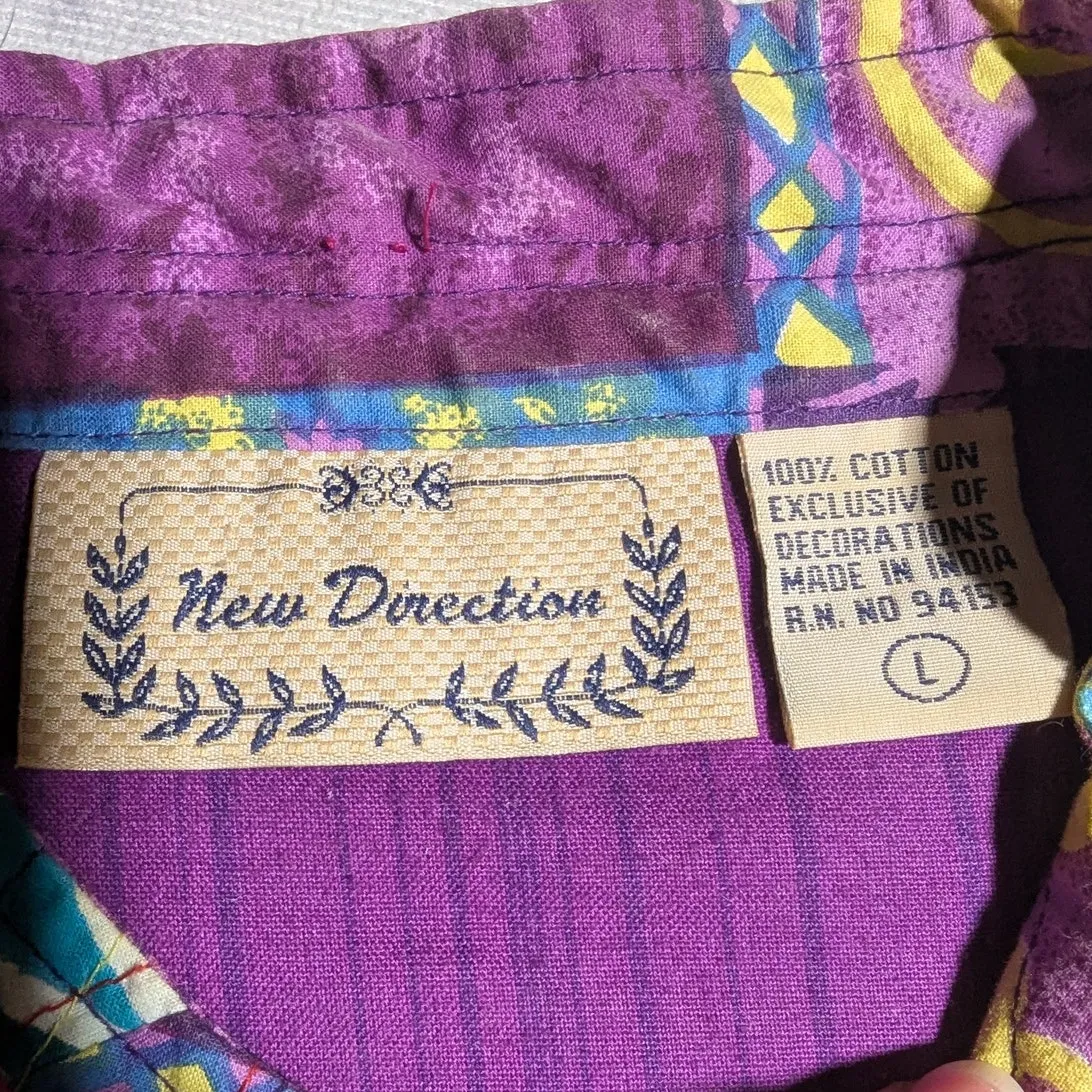 New Direction
100% COTTON
EXCLUSIVE OF
DECORATIONS
MADE IN INDIA
R.N. NO 94153
L